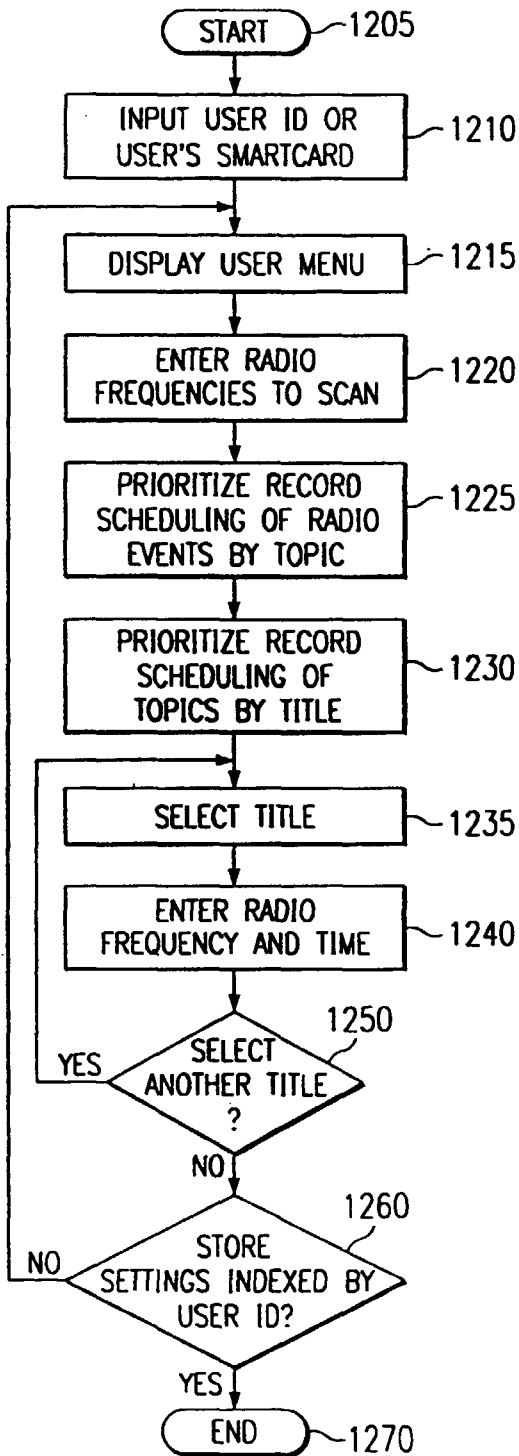 START
1205
INPUT USER ID OR
USER'S SMARTCARD
1210
DISPLAY USER MENU
1215
ENTER RADIO
FREQUENCIES TO SCAN
1220
PRIORITIZE RECORD
SCHEDULING OF RADIO
EVENTS BY TOPIC
1225
PRIORITIZE RECORD
SCHEDULING OF
TOPICS BY TITLE
1230
SELECT TITLE
1235
ENTER RADIO
FREQUENCY AND TIME
1240
1250
YES
SELECT
ANOTHER TITLE
?
NO
1260
NO
STORE
SETTINGS INDEXED BY
USER ID?
YES
END
1270